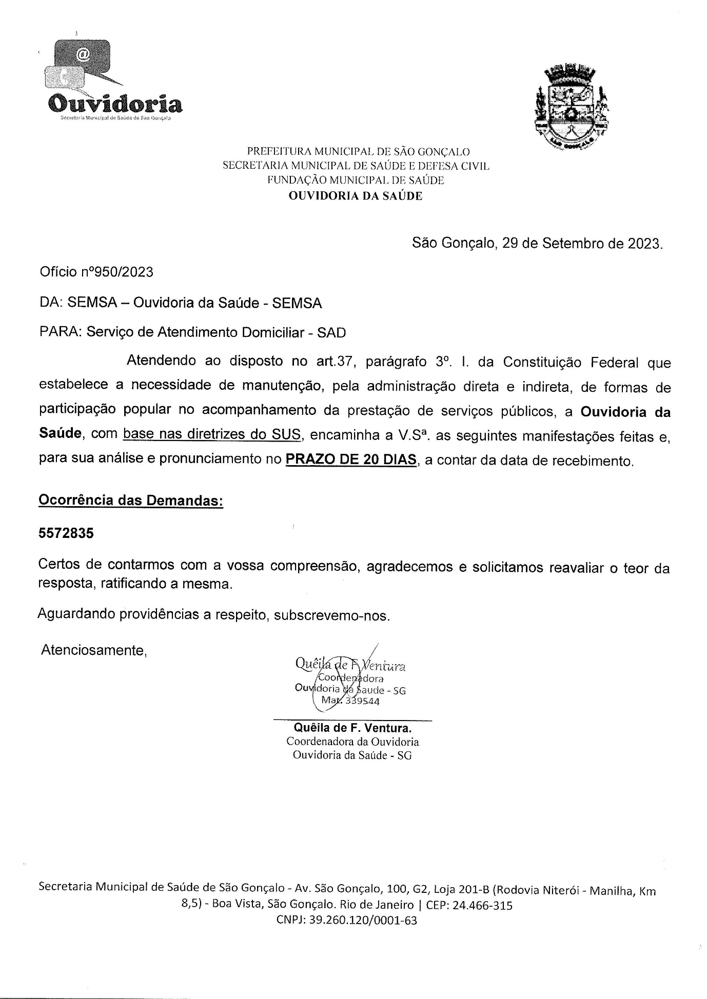 @
Ouvidoria
Secretaria Municipal de Saúde de São Gonçalo
SÃO GONÇALO
PREFEITURA MUNICIPAL DE SÃO GONÇALO
SECRETARIA MUNICIPAL DE SAÚDE E DEFESA CIVIL
FUNDAÇÃO MUNICIPAL DE SAÚDE
OUVIDORIA DA SAÚDE
São Gonçalo, 29 de Setembro de 2023.
Ofício nº950/2023
DA: SEMSA – Ouvidoria da Saúde - SEMSA
PARA: Serviço de Atendimento Domiciliar - SAD
Atendendo ao disposto no art.37, parágrafo 3º. I. da Constituição Federal que
estabelece a necessidade de manutenção, pela administração direta e indireta, de formas de
participação popular no acompanhamento da prestação de serviços públicos, a Ouvidoria da
Saúde, com base nas diretrizes do SUS, encaminha a V.Sª. as seguintes manifestações feitas e,
para sua análise e pronunciamento no PRAZO DE 20 DIAS, a contar da data de recebimento.
Ocorrência das Demandas:
5572835
Certos de contarmos com a vossa compreensão, agradecemos e solicitamos reavaliar o teor da
resposta, ratificando a mesma.
Aguardando providências a respeito, subscrevemo-nos.
Atenciosamente,
Quêila de F. Ventura
Coordenadora
Ouvidoria da Saude - SG
Mat. 339544
Quêila de F. Ventura.
Coordenadora da Ouvidoria
Ouvidoria da Saúde - SG
Secretaria Municipal de Saúde de São Gonçalo - Av. São Gonçalo, 100, G2, Loja 201-B (Rodovia Niterói - Manilha, Km
8,5) - Boa Vista, São Gonçalo. Rio de Janeiro | CEP: 24.466-315
CNPJ: 39.260.120/0001-63